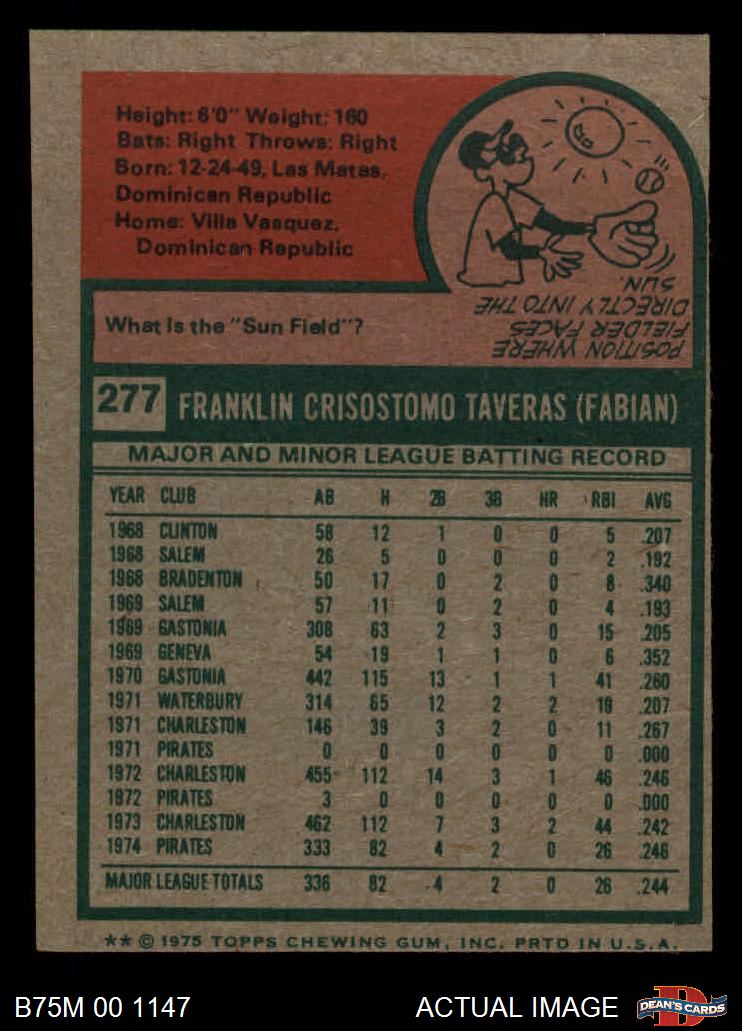 Height: 6'0" Weight: 160
Bats: Right Throws: Right
Born: 12-24-49, Las Matas,
Dominican Republic
Home: Villa Vasquez,
Dominican Republic
What is the "Sun Field"?
POSITION WHERE
FIELDER FACES
DIRECTLY INTO THE
SUN.
277 FRANKLIN CRISOSTOMO TAVERAS (FABIAN)
MAJOR AND MINOR LEAGUE BATTING RECORD
YEAR CLUB AB H 2B 3B HR RBI AVG
1968 CLINTON 58 12 1 0 0 5 .207
1968 SALEM 26 5 0 0 0 2 .192
1968 BRADENTON 50 17 0 2 0 8 .340
1969 SALEM 57 11 0 2 0 4 .193
1969 GASTONIA 308 63 2 3 0 15 .205
1969 GENEVA 54 19 1 1 0 6 .352
1970 GASTONIA 442 115 13 1 1 41 .260
1971 WATERBURY 314 65 12 2 2 19 .207
1971 CHARLESTON 146 39 3 2 0 11 .267
1971 PIRATES 0 0 0 0 0 0 .000
1972 CHARLESTON 455 112 14 3 1 46 .246
1972 PIRATES 3 0 0 0 0 0 .000
1973 CHARLESTON 462 112 7 3 2 44 .242
1974 PIRATES 333 82 4 2 0 26 .246
MAJOR LEAGUE TOTALS 336 82 4 2 0 26 .244
** © 1975 TOPPS CHEWING GUM, INC. PRTD IN U.S.A.
B75M 00 1147 ACTUAL IMAGE DEAN'S CARDS